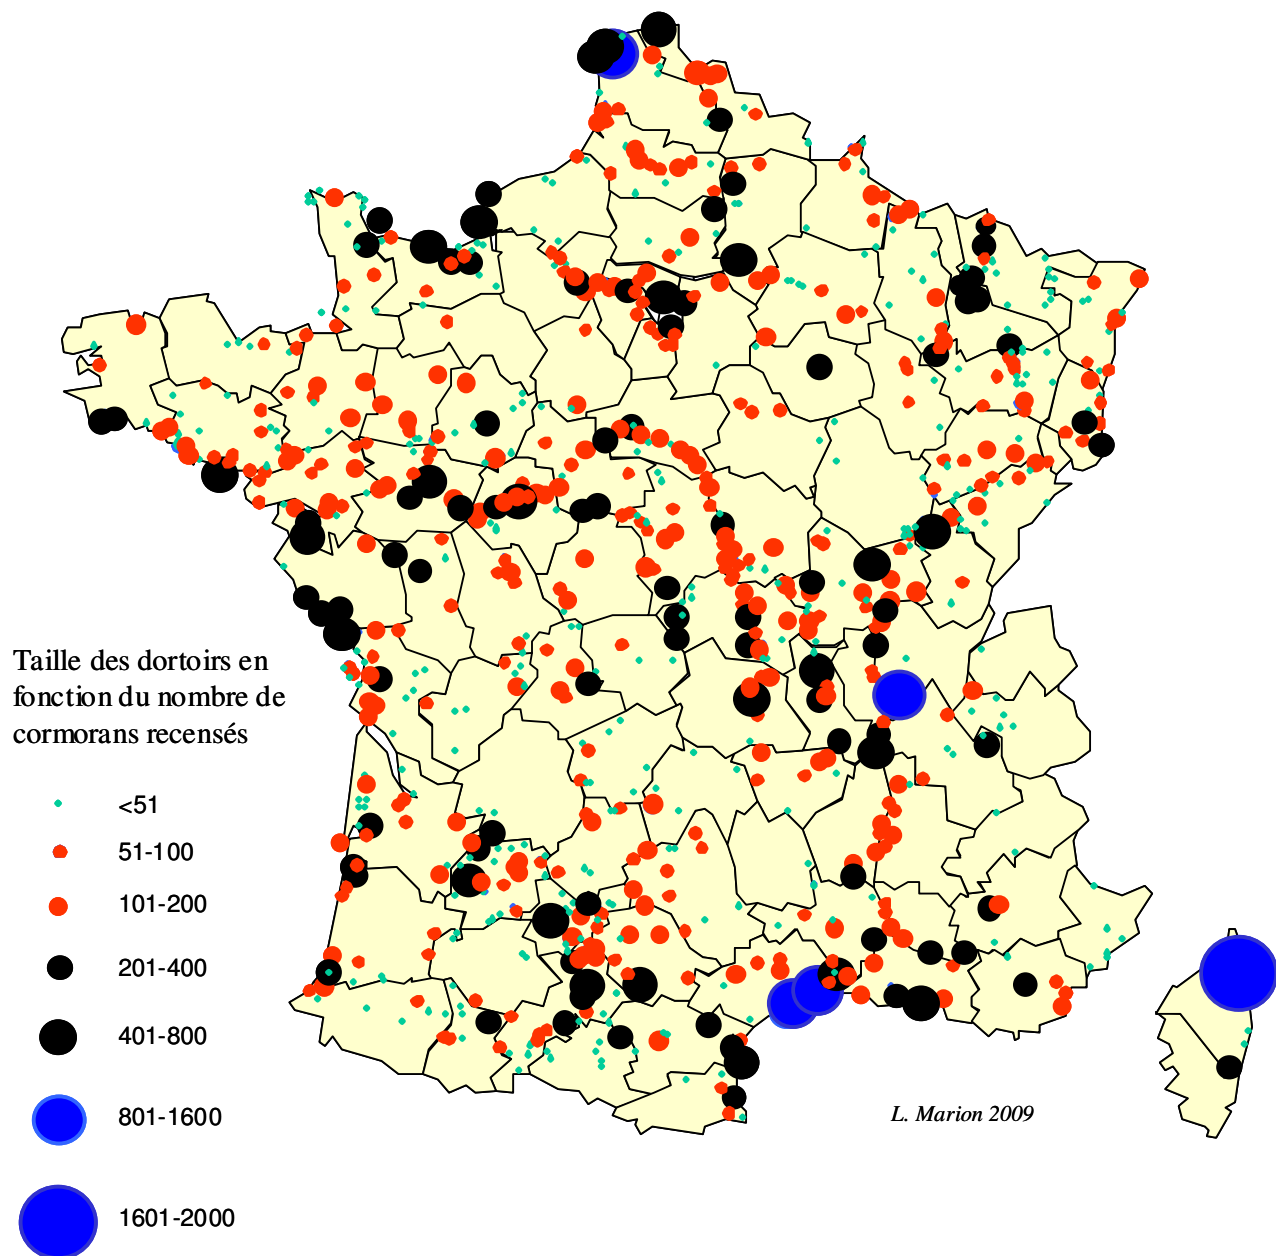 Taille des dortoirs en
fonction du nombre de
cormorans recensés
<51
51-100
101-200
201-400
401-800
801-1600
1601-2000
L. Marion 2009